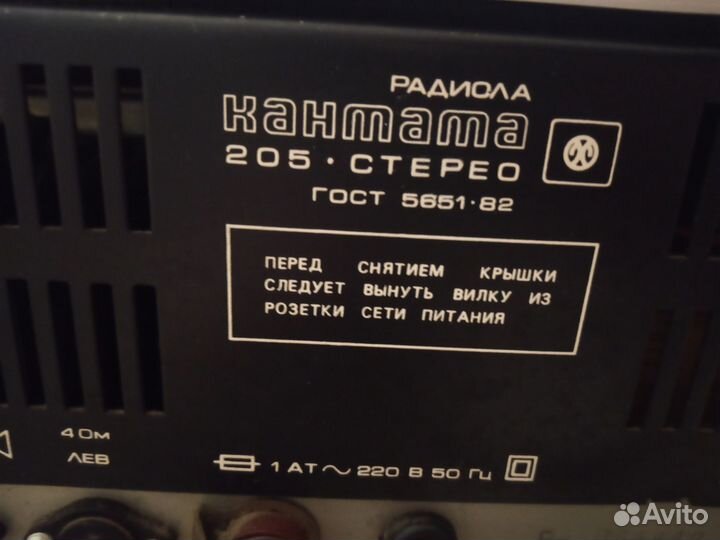 РАДИОЛА
кантата
205 · СТЕРЕО
ГОСТ 5651·82
ПЕРЕД СНЯТИЕМ КРЫШКИ
СЛЕДУЕТ ВЫНУТЬ ВИЛКУ ИЗ
РОЗЕТКИ СЕТИ ПИТАНИЯ
4 Ом
ЛЕВ
1 АТ ~ 220 В 50 Гц
Avito